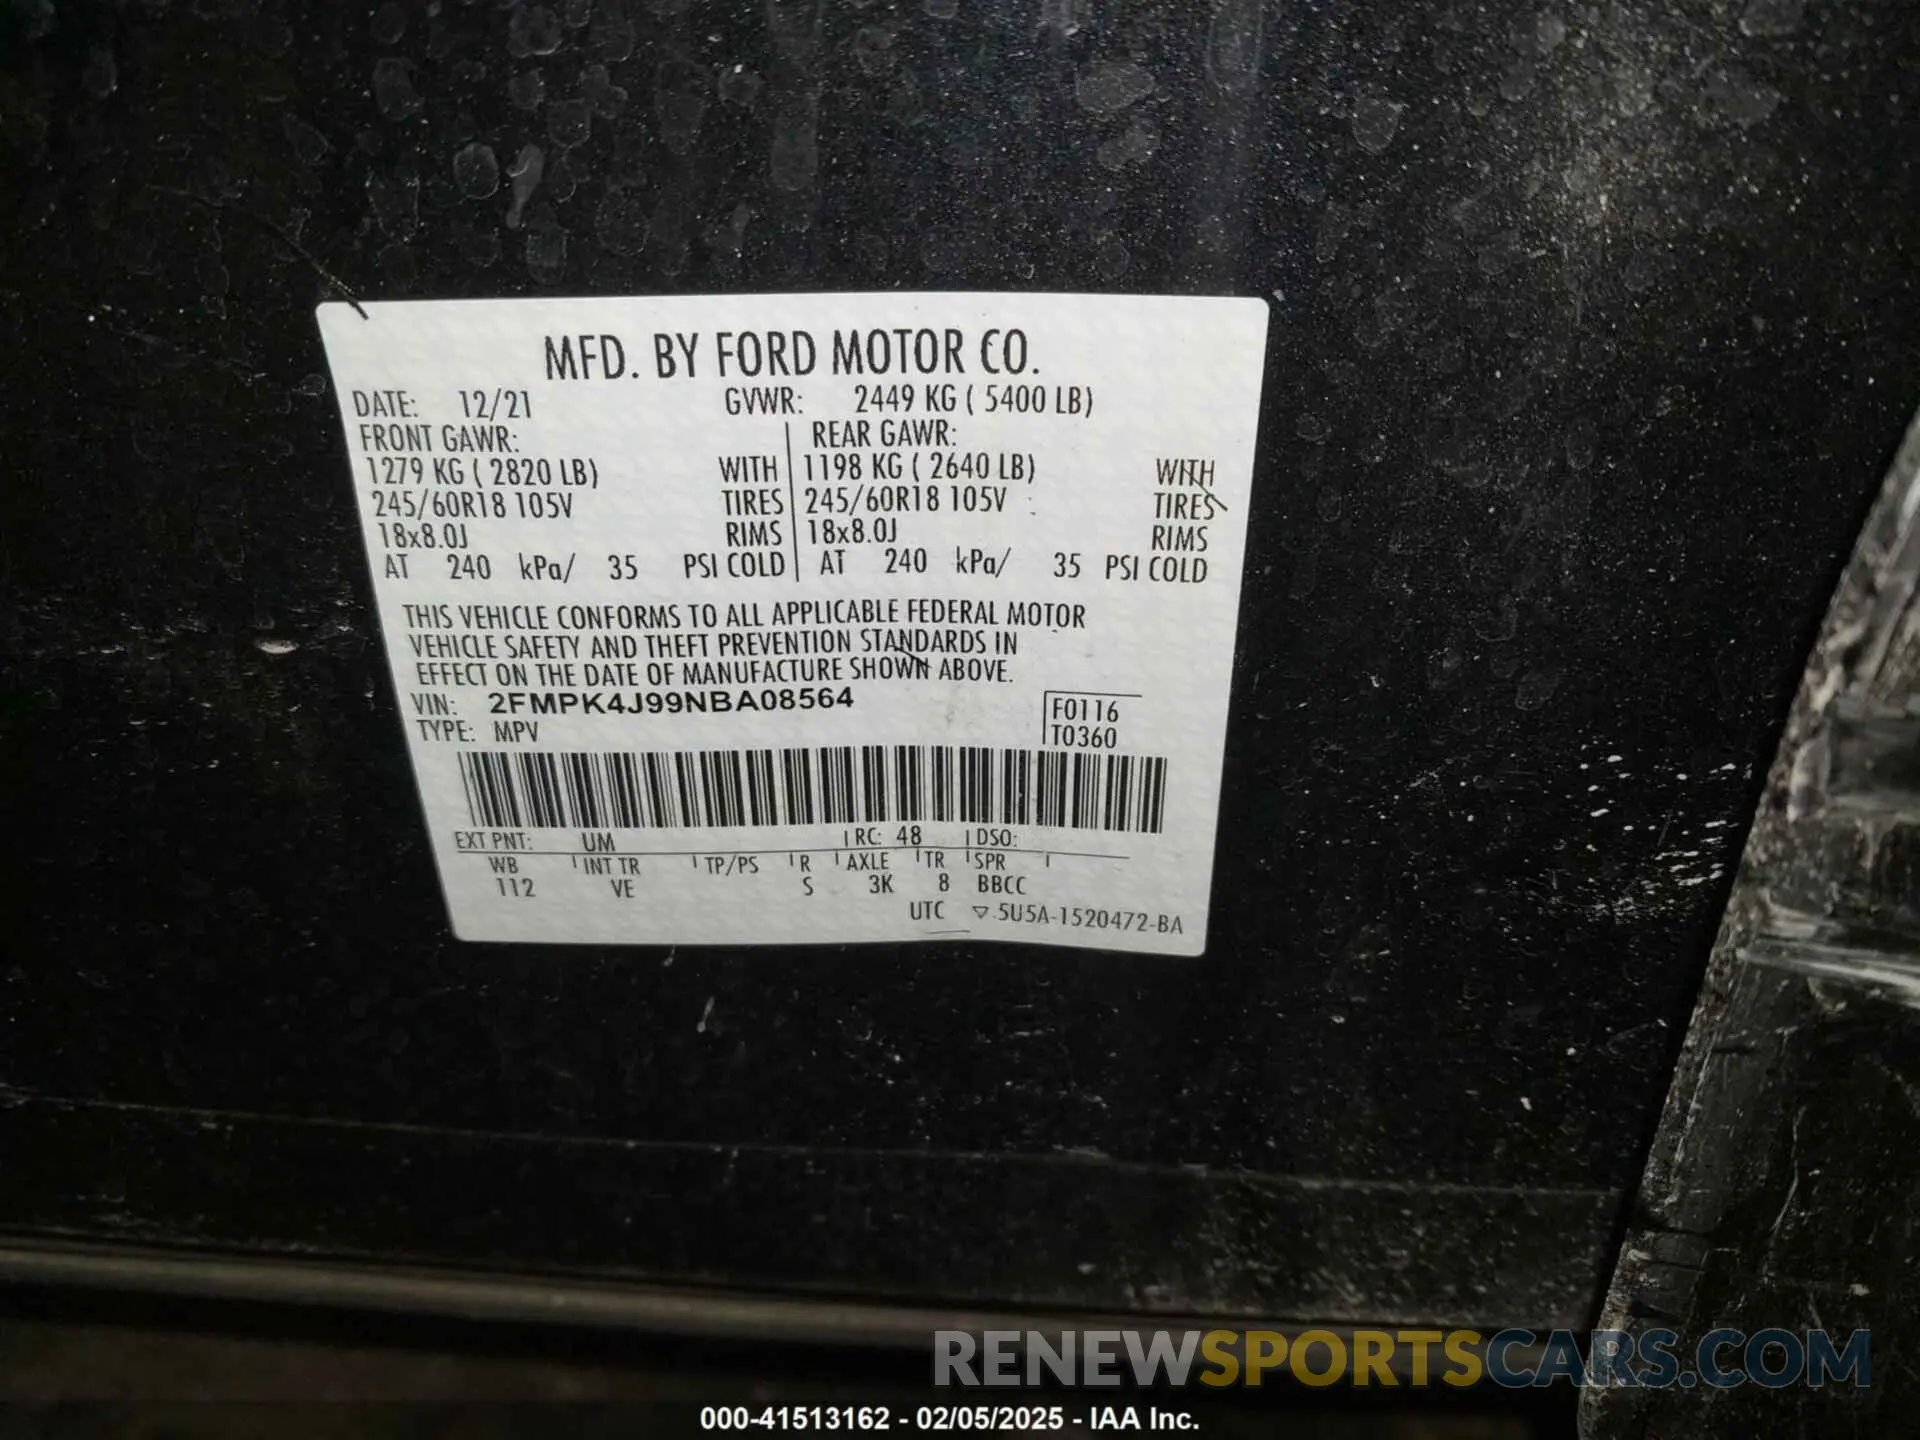 MFD. BY FORD MOTOR CO.
DATE: 12/21 GVWR: 2449 KG ( 5400 LB)
FRONT GAWR: REAR GAWR:
1279 KG ( 2820 LB) WITH 1198 KG ( 2640 LB) WITH
245/60R18 105V TIRES 245/60R18 105V TIRES
18x8.0J RIMS 18x8.0J RIMS
AT 240 kPa/ 35 PSI COLD AT 240 kPa/ 35 PSI COLD
THIS VEHICLE CONFORMS TO ALL APPLICABLE FEDERAL MOTOR
VEHICLE SAFETY AND THEFT PREVENTION STANDARDS IN
EFFECT ON THE DATE OF MANUFACTURE SHOWN ABOVE.
VIN: 2FMPK4J99NBA08564 F0116
TYPE: MPV T0360
EXT PNT: UM RC: 48 DSO:
WB INT TR TP/PS R AXLE TR SPR
112 VE S 3K 8 BBCC
UTC ▽ 5U5A-1520472-BA
RENEWSPORTSCARS.COM
000-41513162 - 02/05/2025 - IAA Inc.